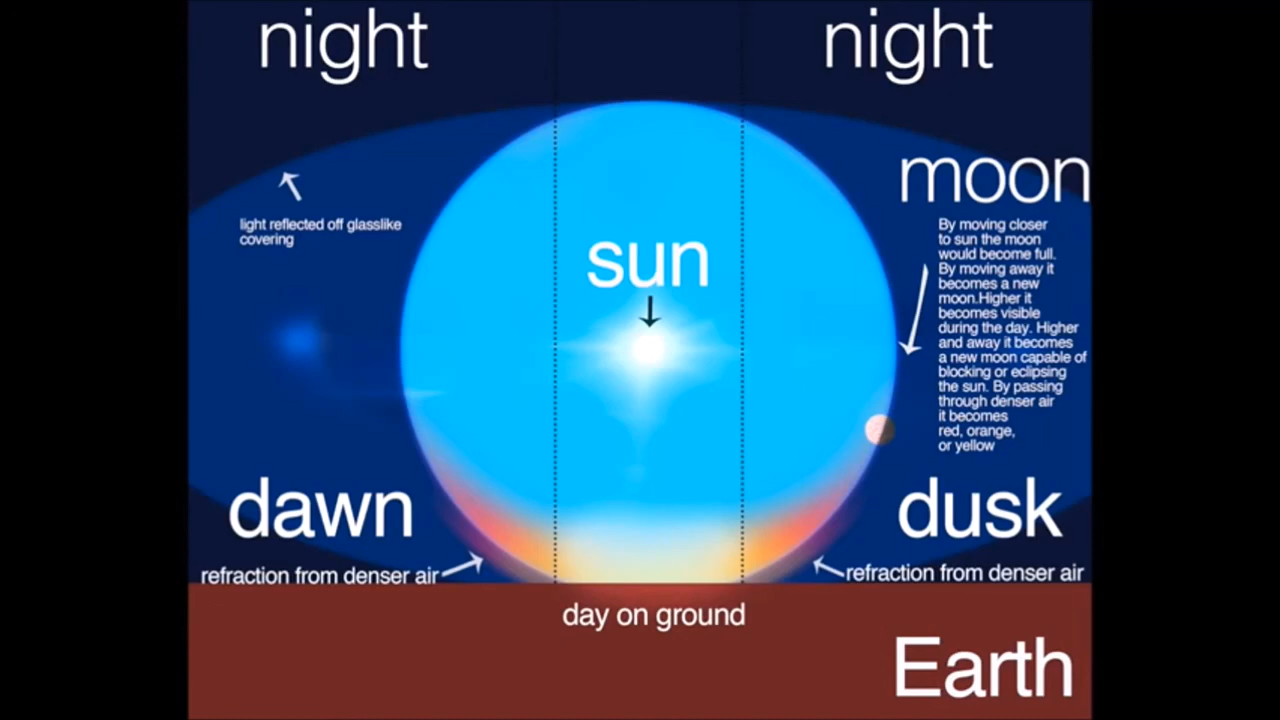 night
night
moon
light reflected off glasslike
covering
By moving closer
to sun the moon
would become full.
By moving away it
becomes a new
moon.Higher it
becomes visible
during the day. Higher
and away it becomes
a new moon capable of
blocking or eclipsing
the sun. By passing
through denser air
it becomes
red, orange,
or yellow
sun
dawn
dusk
refraction from denser air
refraction from denser air
day on ground
Earth